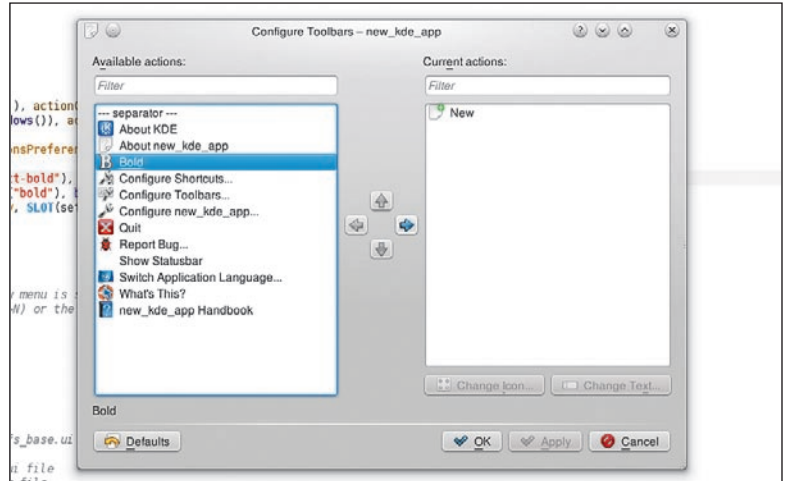 Configure Toolbars – new_kde_app
Available actions:
Current actions:
Filter
Filter
--- separator ---
About KDE
About new_kde_app
Bold
Configure Shortcuts...
Configure Toolbars...
Configure new_kde_app...
Quit
Report Bug...
Show Statusbar
Switch Application Language...
What's This?
new_kde_app Handbook
New
Change Icon...
Change Text...
Bold
Defaults
OK
Apply
Cancel
), action
lows()), a
nsPreferen
t-bold"),
"bold"), b
, SLOT(se
menu is
N) or the
s_base.ui
ui file